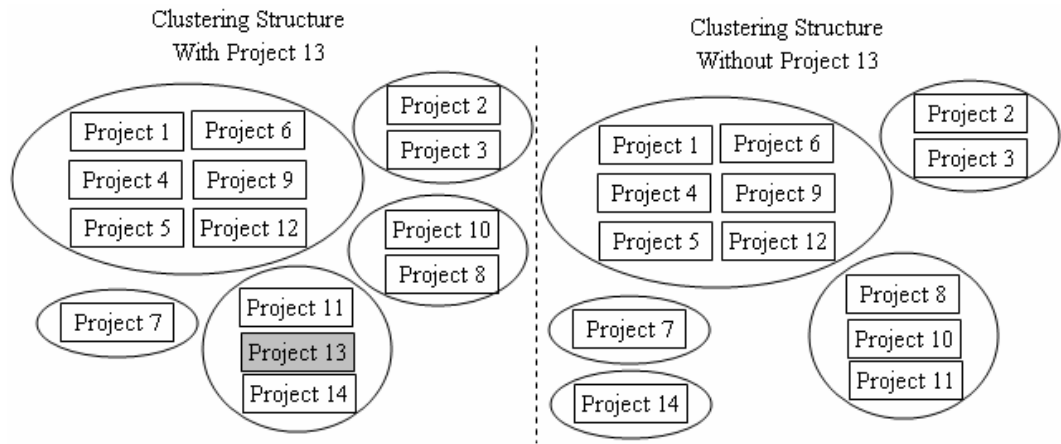 Clustering Structure
With Project 13
Project 1
Project 6
Project 4
Project 9
Project 5
Project 12
Project 2
Project 3
Project 10
Project 8
Project 7
Project 11
Project 13
Project 14
Clustering Structure
Without Project 13
Project 1
Project 6
Project 4
Project 9
Project 5
Project 12
Project 2
Project 3
Project 7
Project 14
Project 8
Project 10
Project 11